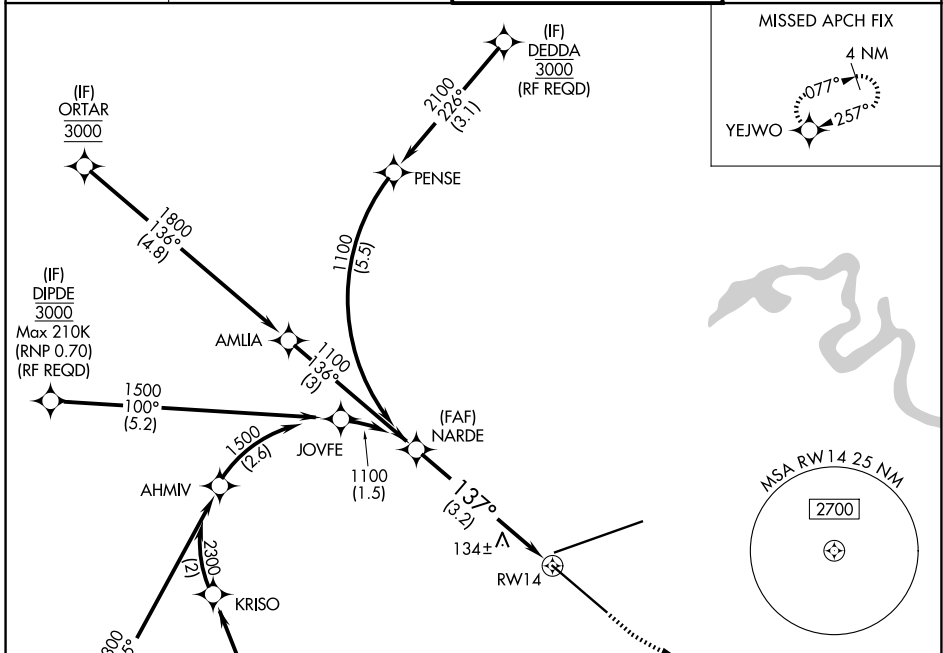 MISSED APCH FIX
4 NM
077°
257°
YEJWO
(IF)
DEDDA
3000
(RF REQD)
2100
226°
(3.1)
PENSE
(IF)
ORTAR
3000
1800
136°
(4.8)
1100
(5.5)
(IF)
DIPDE
3000
Max 210K
(RNP 0.70)
(RF REQD)
AMLIA
1100
136°
(3)
1500
100°
(5.2)
JOVFE
(FAF)
NARDE
1500
(2.6)
1100
(1.5)
AHMIV
137°
(3.2)
134±
RW14
MSA RW14 25 NM
2700
2300
(2)
KRISO